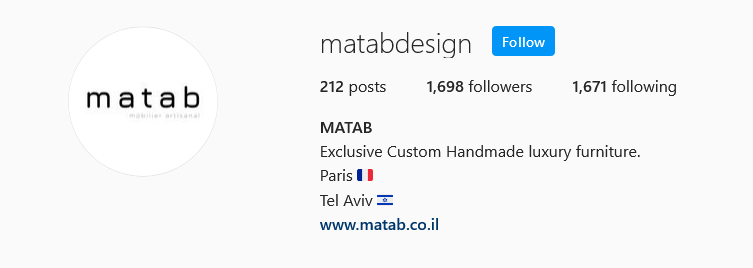 matab
mobilier artisanal
matabdesign Follow
212 posts 1,698 followers 1,671 following
MATAB
Exclusive Custom Handmade luxury furniture.
Paris 🇫🇷
Tel Aviv 🇮🇱
www.matab.co.il